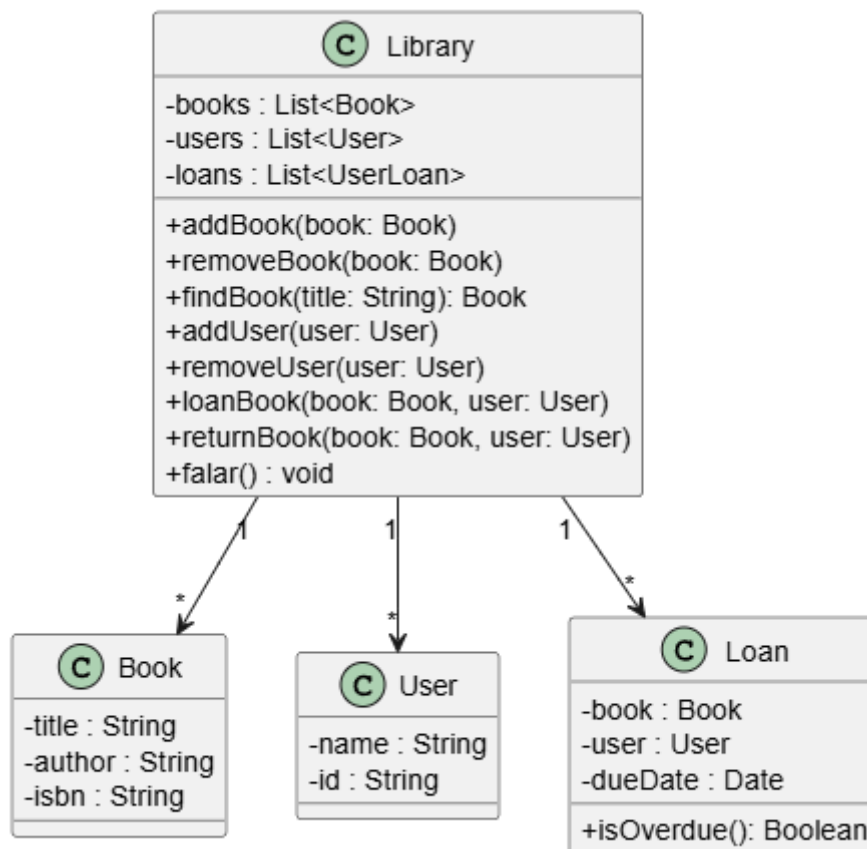 C Library
-books : List<Book>
-users : List<User>
-loans : List<UserLoan>
+addBook(book: Book)
+removeBook(book: Book)
+findBook(title: String): Book
+addUser(user: User)
+removeUser(user: User)
+loanBook(book: Book, user: User)
+returnBook(book: Book, user: User)
+falar() : void
1 1 1
* * *
C Book
-title : String
-author : String
-isbn : String
C User
-name : String
-id : String
C Loan
-book : Book
-user : User
-dueDate : Date
+isOverdue(): Boolean